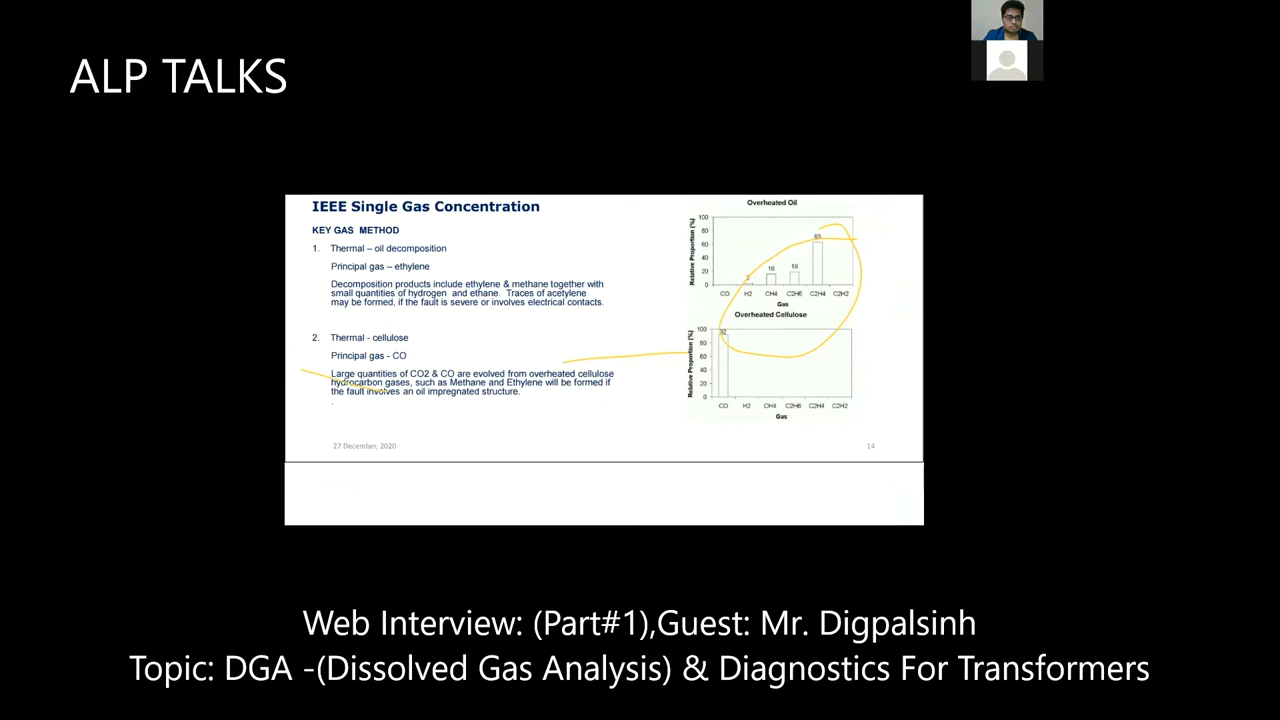 ALP TALKS
IEEE Single Gas Concentration
KEY GAS METHOD
1. Thermal – oil decomposition
Principal gas – ethylene
Decomposition products include ethylene & methane together with
small quantities of hydrogen and ethane. Traces of acetylene
may be formed, if the fault is severe or involves electrical contacts.
2. Thermal - cellulose
Principal gas - CO
Large quantities of CO2 & CO are evolved from overheated cellulose
hydrocarbon gases, such as Methane and Ethylene will be formed if
the fault involves an oil impregnated structure.
.
27 December, 2020
14
Overheated Oil
Relative Proportion (%)
100
80
60
40
20
0
2
16
19
63
CO H2 CH4 C2H6 C2H4 C2H2
Gas
Overheated Cellulose
Relative Proportion (%)
100
80
60
40
20
0
92
CO H2 CH4 C2H6 C2H4 C2H2
Gas
Web Interview: (Part#1),Guest: Mr. Digpalsinh
Topic: DGA -(Dissolved Gas Analysis) & Diagnostics For Transformers